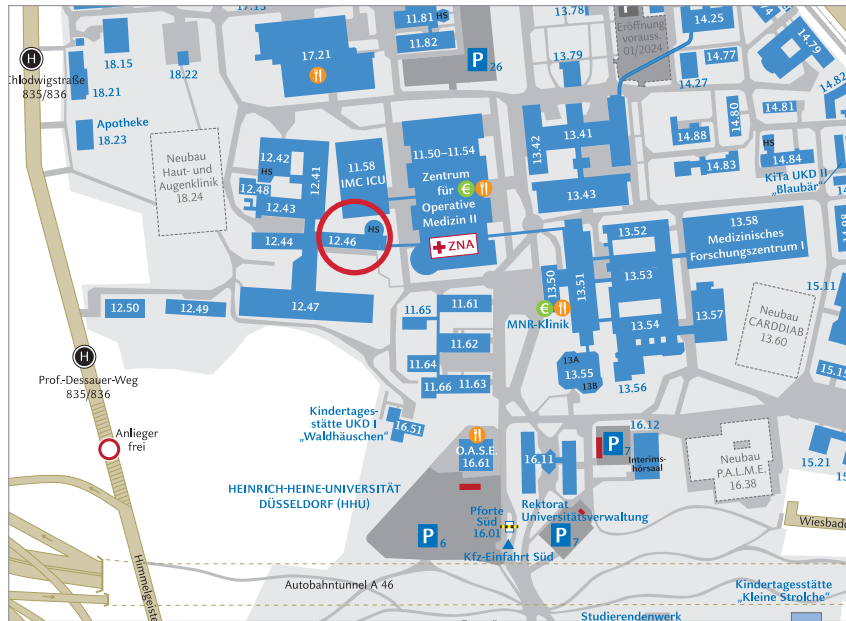 17.13
11.81
HS
11.82
13.78
Eröffnung
vorauss.
01/2024
14.25
14.79
14.77
14.27
14.82
H
18.15
18.22
17.21
P
26
13.79
chlodwigstraße
835/836
18.21
Apotheke
18.23
Neubau
Haut- und
Augenklinik
18.24
12.42
HS
12.41
12.48
12.43
11.58
IMC ICU
11.50–11.54
Zentrum
für
€
Operative
Medizin II
ZNA
13.42
13.41
13.43
14.80
14.81
14.88
HS
14.84
14.83
KiTa UKD II
„Blaubär“
14.98
12.44
12.46
HS
13.52
13.58
Medizinisches
Forschungszentrum I
12.50
12.49
12.47
11.65
11.61
13.50
13.51
13.53
15.11
€
MNR-Klinik
13.54
13.57
Neubau
CARDDIAB
13.60
11.62
11.64
11.66
11.63
13A
13.55
13B
13.56
15.15
H
Prof.-Dessauer-Weg
835/836
Anlieger
frei
Kindertages-
stätte UKD I
„Waldhäuschen“
16.51
O.A.S.E.
16.61
16.11
P
7
16.12
Interims-
hörsaal
Neubau
P.A.L.M.E.
16.38
15.21
HEINRICH-HEINE-UNIVERSITÄT
DÜSSELDORF (HHU)
Pforte
Süd
16.01
Rektorat
Universitätsverwaltung
P
6
P
7
Kfz-Einfahrt Süd
Wiesbade
Himmelgeiste
Autobahntunnel A 46
Kindertagesstätte
„Kleine Strolche“
Studierendenwerk